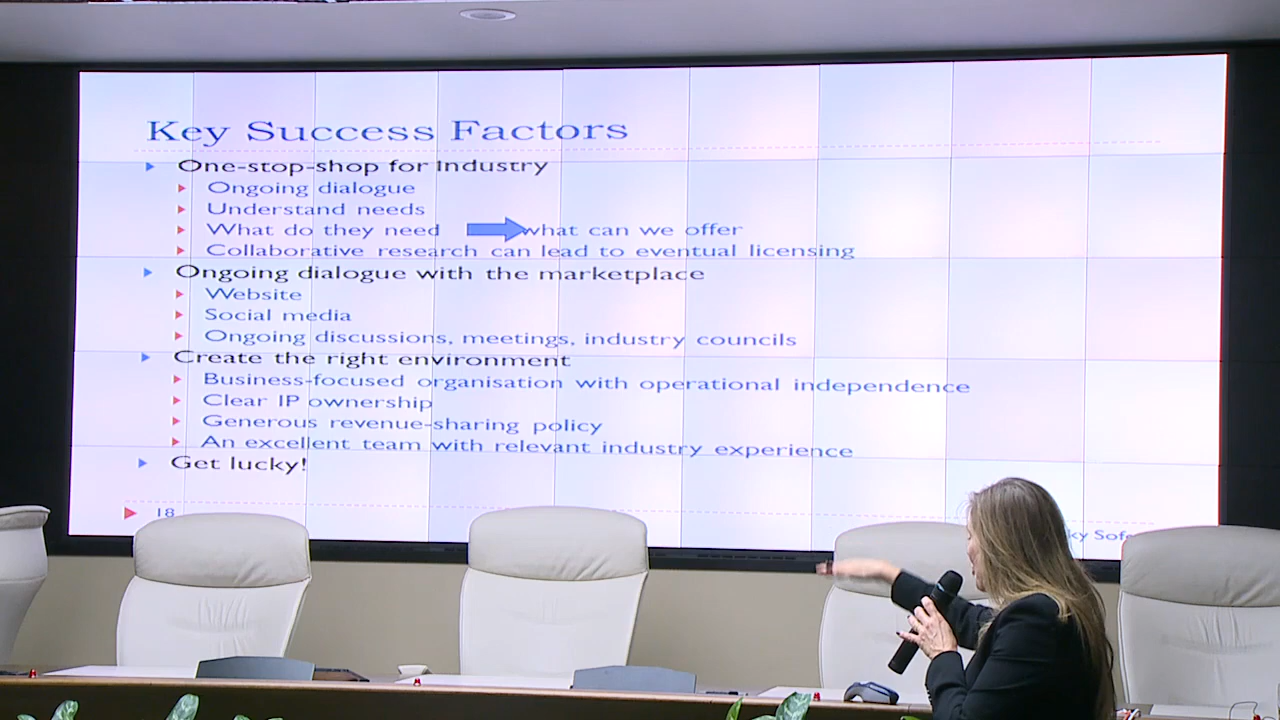 Key Success Factors
One-stop-shop for Industry
Ongoing dialogue
Understand needs
What do they need what can we offer
Collaborative research can lead to eventual licensing
Ongoing dialogue with the marketplace
Website
Social media
Ongoing discussions, meetings, industry councils
Create the right environment
Business-focused organisation with operational independence
Clear IP ownership
Generous revenue-sharing policy
An excellent team with relevant industry experience
Get lucky!
18